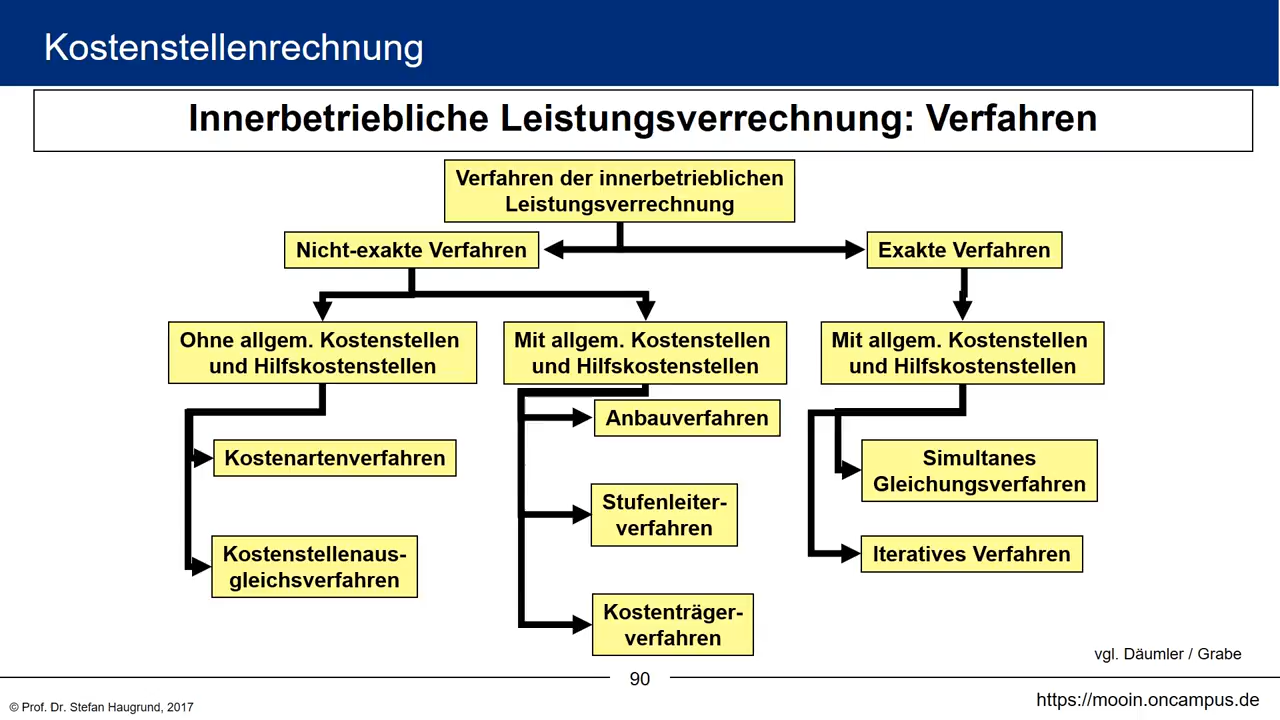 Kostenstellenrechnung
Innerbetriebliche Leistungsverrechnung: Verfahren
Verfahren der innerbetrieblichen
Leistungsverrechnung
Nicht-exakte Verfahren
Exakte Verfahren
Ohne allgem. Kostenstellen
und Hilfskostenstellen
Mit allgem. Kostenstellen
und Hilfskostenstellen
Mit allgem. Kostenstellen
und Hilfskostenstellen
Kostenartenverfahren
Kostenstellenaus-
gleichsverfahren
Anbauverfahren
Stufenleiter-
verfahren
Kostenträger-
verfahren
Simultanes
Gleichungsverfahren
Iteratives Verfahren
vgl. Däumler / Grabe
90
© Prof. Dr. Stefan Haugrund, 2017
https://mooin.oncampus.de